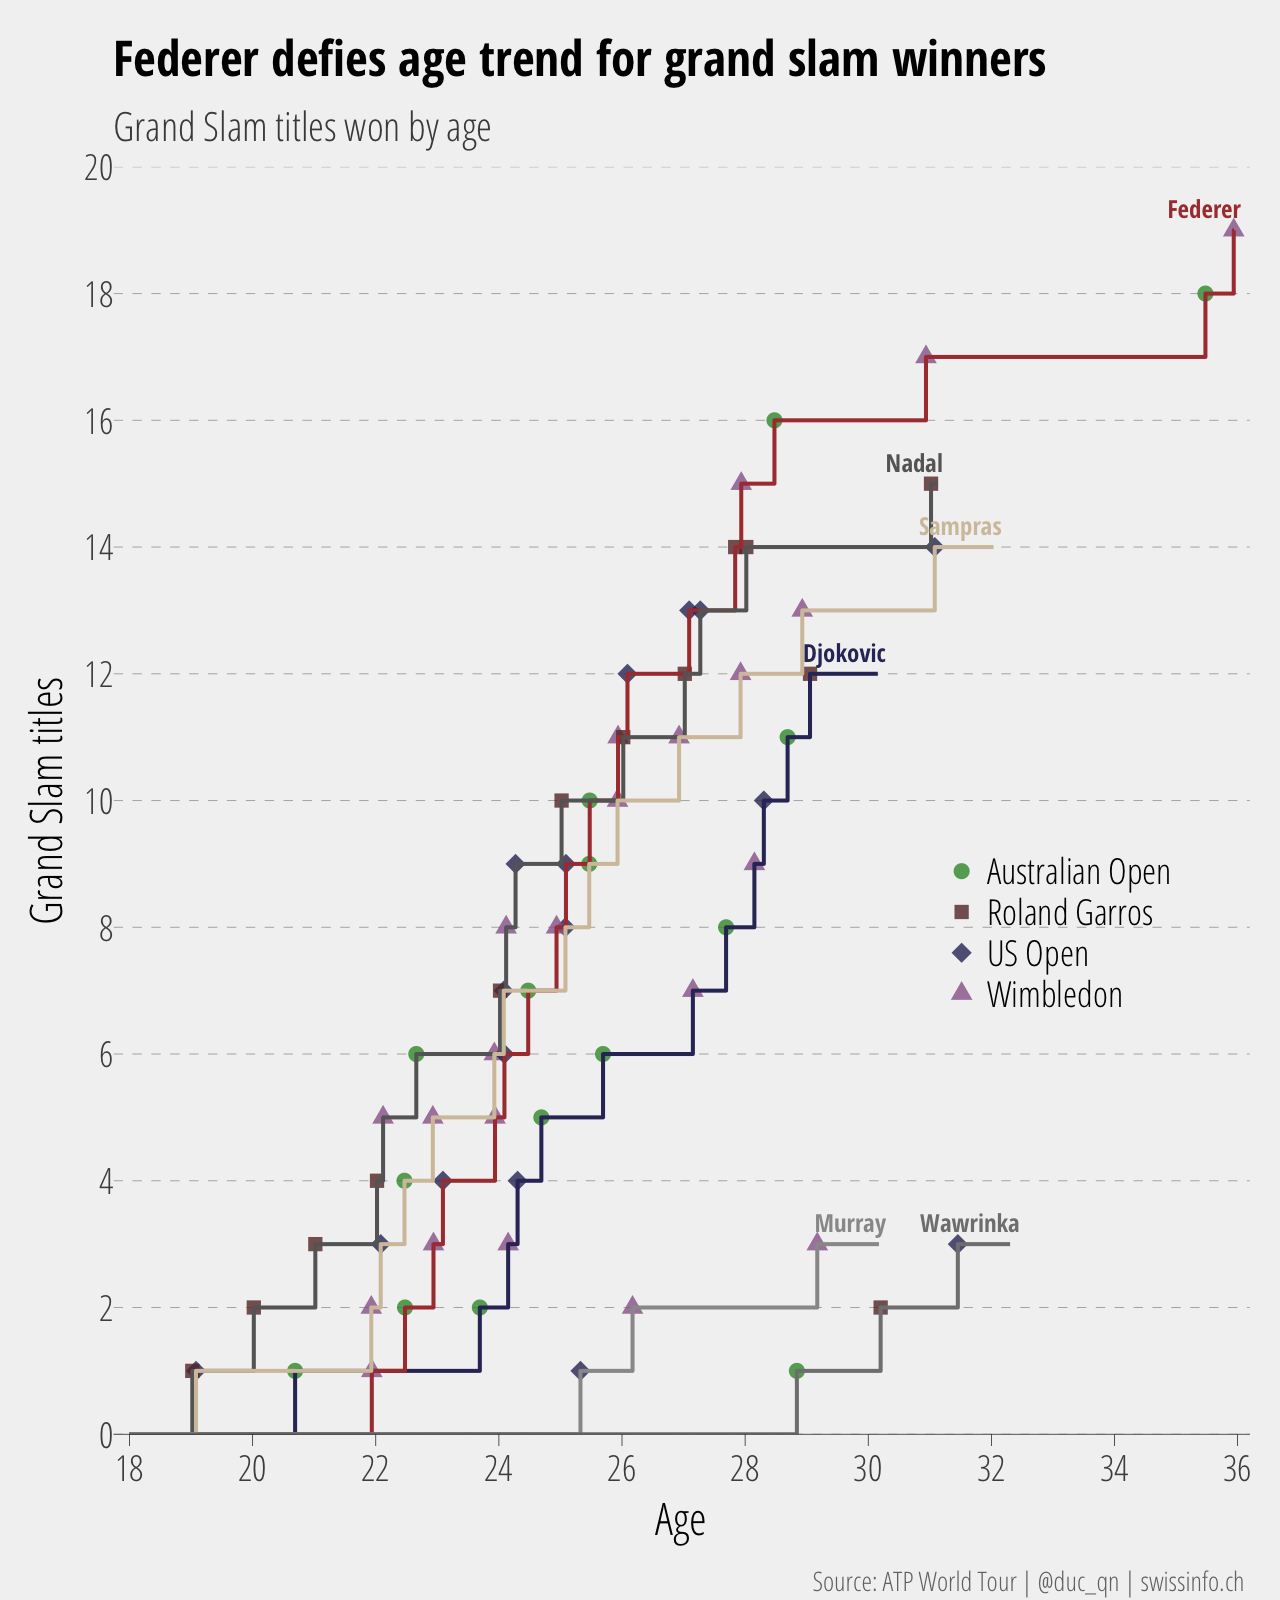 Federer defies age trend for grand slam winners
Grand Slam titles won by age
20
Federer
18
16
Nadal
Sampras
14
Djokovic
12
Grand Slam titles
10
Australian Open
Roland Garros
US Open
Wimbledon
8
6
4
Murray
Wawrinka
2
0
18 20 22 24 26 28 30 32 34 36
Age
Source: ATP World Tour | @duc_qn | swissinfo.ch